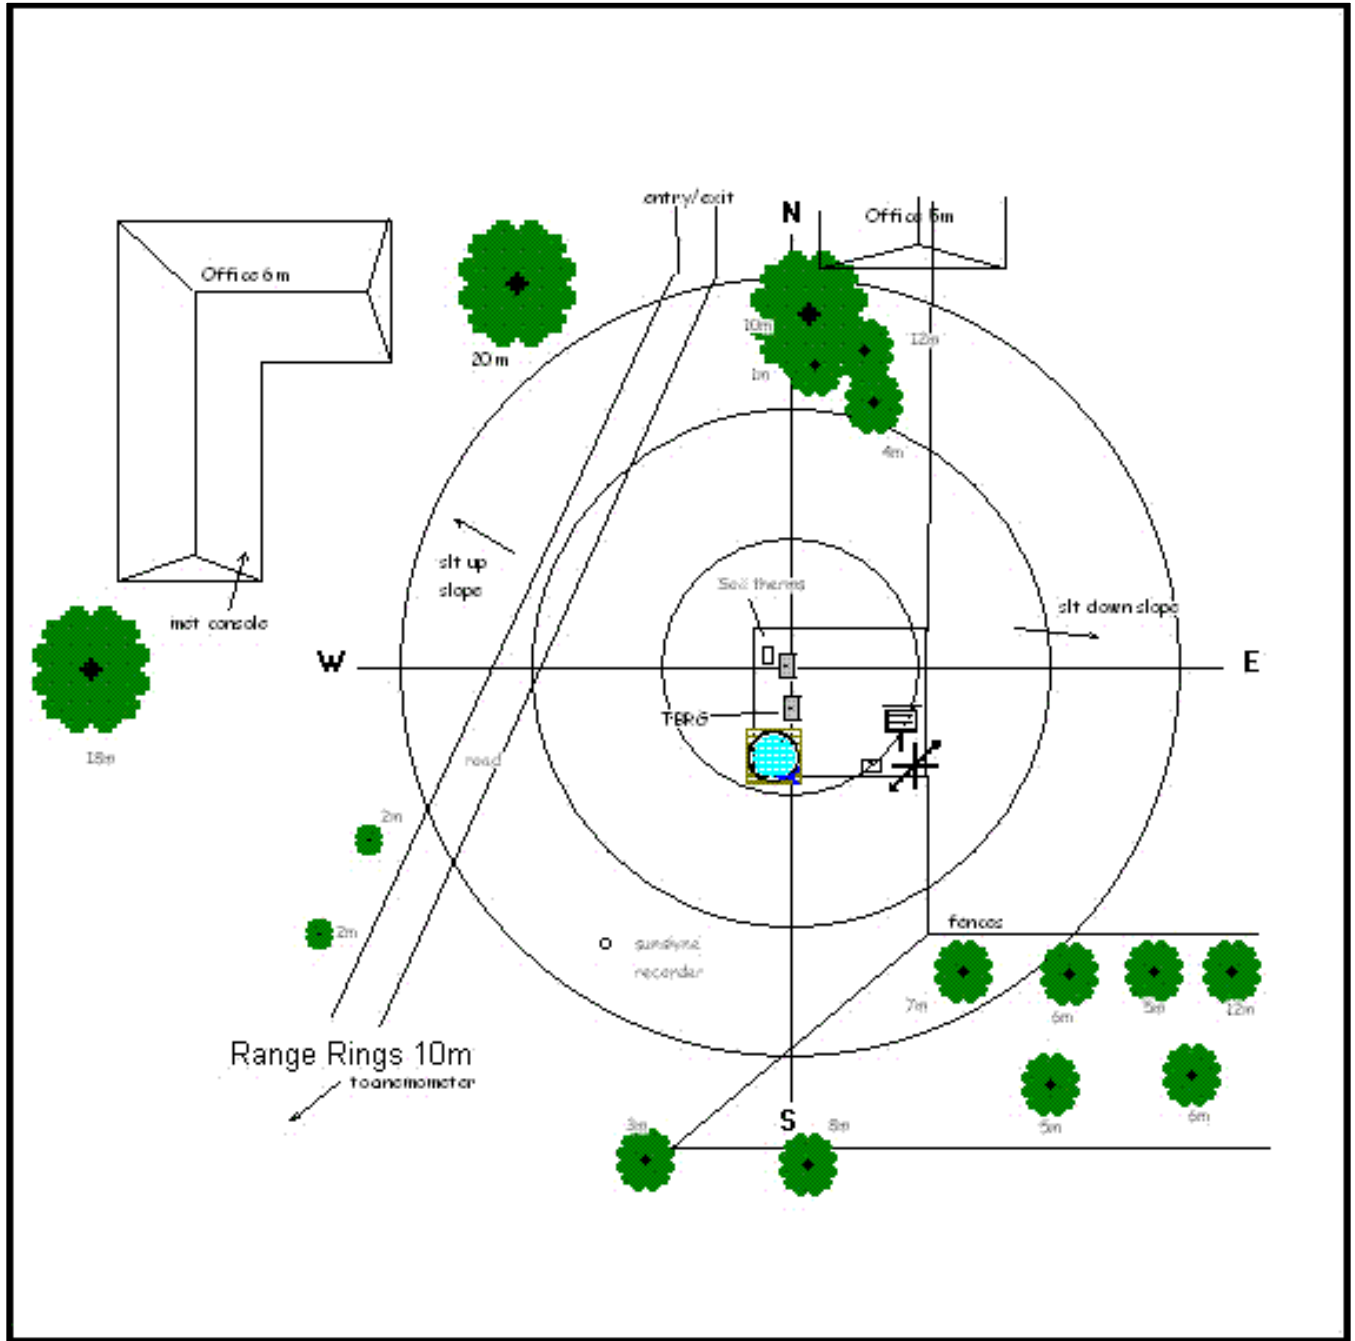 entry/exit
N
Office 5m
Office 6m
10m
12m
20 m
1m
4m
slt up
slope
Soil therms
slt down slope
met console
W
E
TBRG
18m
road
2m
2m
fences
sunshine
recorder
7m
6m
5m
12m
Range Rings 10m
to anemometer
S
3m
8m
5m
6m